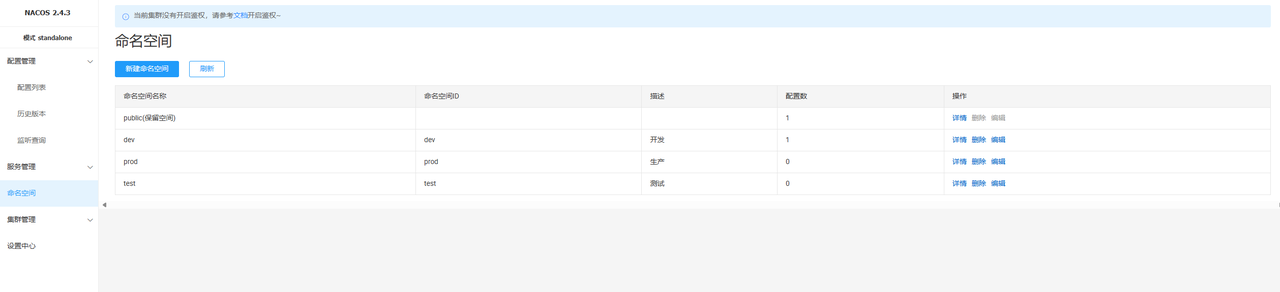 NACOS 2.4.3
模式 standalone
配置管理
配置列表
历史版本
监听查询
服务管理
命名空间
集群管理
设置中心
当前集群没有开启鉴权，请参考文档开启鉴权~
命名空间
新建命名空间 刷新
命名空间名称 命名空间ID 描述 配置数 操作
public(保留空间) 1 详情 删除 编辑
dev dev 开发 1 详情 删除 编辑
prod prod 生产 0 详情 删除 编辑
test test 测试 0 详情 删除 编辑